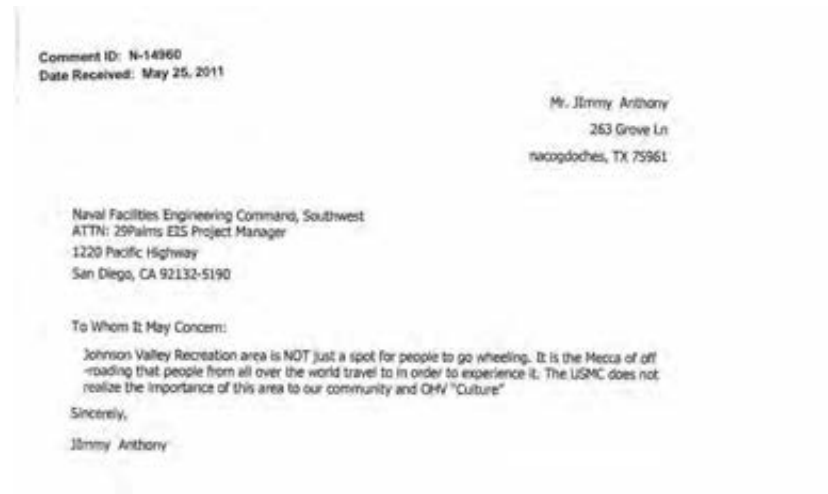 Comment ID: N-14960
Date Received: May 25, 2011
Mr. JImmy Anthony
263 Grove Ln
nacogdoches, TX 75961
Naval Facilities Engineering Command, Southwest
ATTN: 29Palms EIS Project Manager
1220 Pacific Highway
San Diego, CA 92132-5190
To Whom It May Concern:
Johnson Valley Recreation area is NOT just a spot for people to go wheeling. It is the Mecca of off
-roading that people from all over the world travel to in order to experience it. The USMC does not
realize the importance of this area to our community and OHV "Culture"
Sincerely,
JImmy Anthony